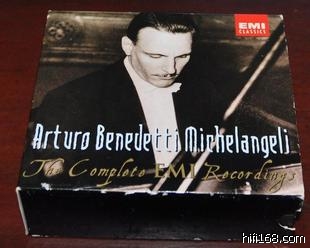 EMI
CLASSICS
Arturo Benedetti Michelangeli
The Complete EMI Recordings
hifi168.com